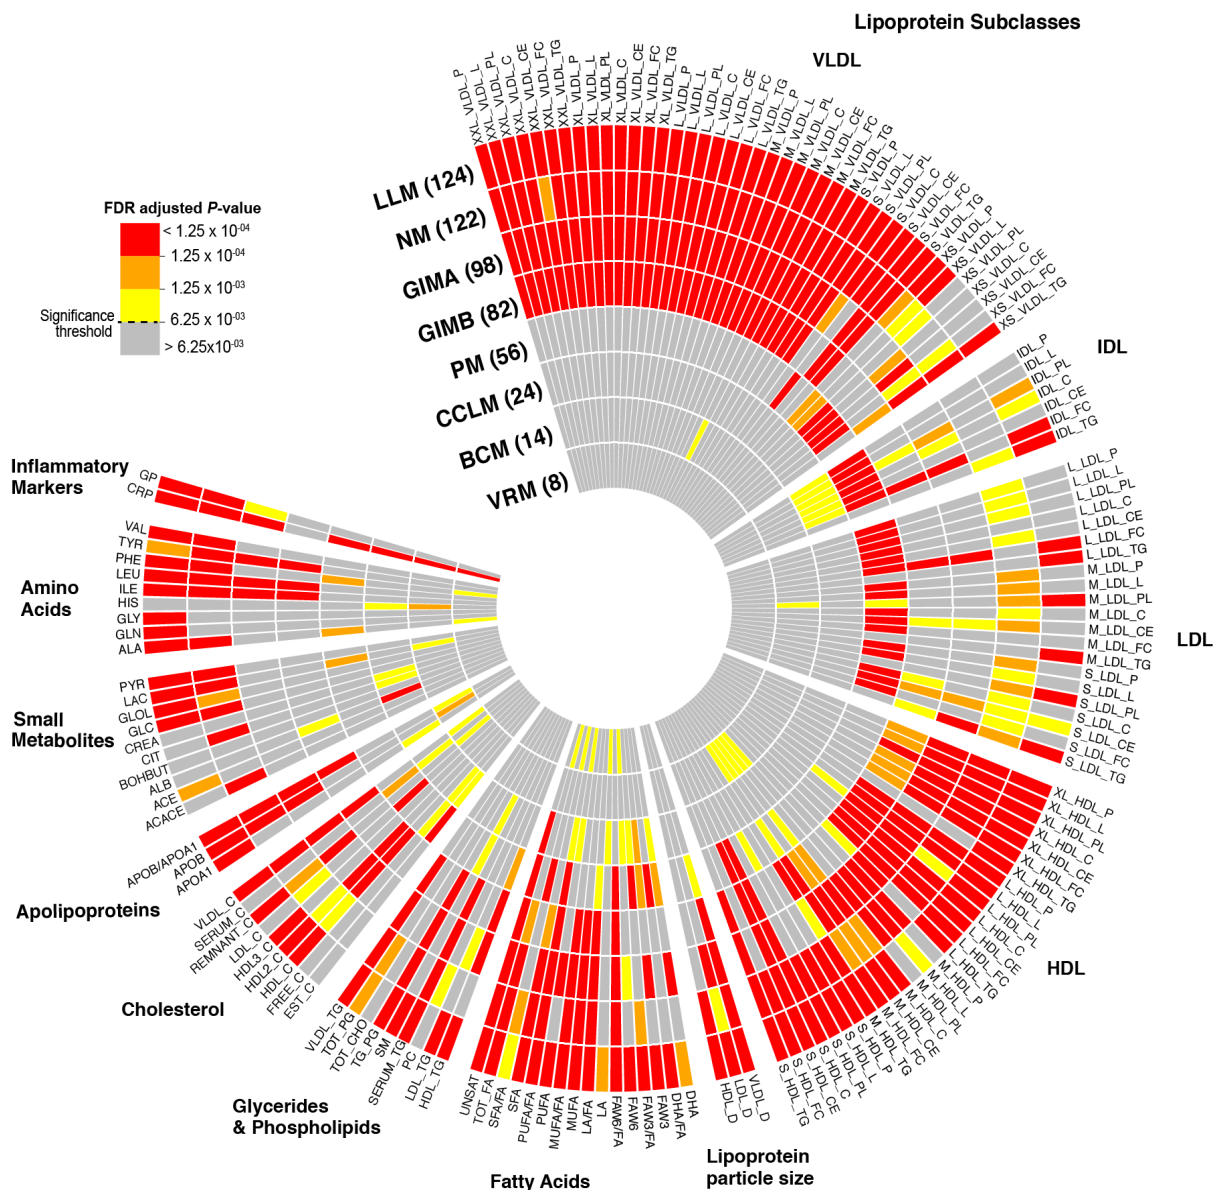 Lipoprotein Subclasses
VLDL
XXL_VLDL_P
XXL_VLDL_L
XXL_VLDL_PL
XXL_VLDL_C
XXL_VLDL_CE
XXL_VLDL_FC
XXL_VLDL_TG
XL_VLDL_P
XL_VLDL_L
XL_VLDL_PL
XL_VLDL_C
XL_VLDL_CE
XL_VLDL_FC
XL_VLDL_TG
L_VLDL_P
L_VLDL_L
L_VLDL_PL
L_VLDL_C
L_VLDL_CE
L_VLDL_FC
L_VLDL_TG
M_VLDL_P
M_VLDL_L
M_VLDL_PL
M_VLDL_C
M_VLDL_CE
M_VLDL_FC
M_VLDL_TG
S_VLDL_P
S_VLDL_L
S_VLDL_PL
S_VLDL_C
S_VLDL_CE
S_VLDL_FC
S_VLDL_TG
XS_VLDL_P
XS_VLDL_L
XS_VLDL_PL
XS_VLDL_C
XS_VLDL_CE
XS_VLDL_FC
XS_VLDL_TG
LLM (124)
NM (122)
GIMA (98)
GIMB (82)
PM (56)
CCLM (24)
BCM (14)
VRM (8)
FDR adjusted P-value
< 1.25 x 10-04
1.25 x 10-04
1.25 x 10-03
6.25 x 10-03
> 6.25x10-03
Significance
threshold
IDL
IDL_P
IDL_L
IDL_PL
IDL_C
IDL_CE
IDL_FC
IDL_TG
LDL
L_LDL_P
L_LDL_L
L_LDL_PL
L_LDL_C
L_LDL_CE
L_LDL_FC
L_LDL_TG
M_LDL_P
M_LDL_L
M_LDL_PL
M_LDL_C
M_LDL_CE
M_LDL_FC
M_LDL_TG
S_LDL_P
S_LDL_L
S_LDL_PL
S_LDL_C
S_LDL_CE
S_LDL_FC
S_LDL_TG
HDL
XL_HDL_P
XL_HDL_L
XL_HDL_PL
XL_HDL_C
XL_HDL_CE
XL_HDL_FC
XL_HDL_TG
L_HDL_P
L_HDL_L
L_HDL_PL
L_HDL_C
L_HDL_CE
L_HDL_FC
L_HDL_TG
M_HDL_P
M_HDL_L
M_HDL_PL
M_HDL_C
M_HDL_CE
M_HDL_FC
M_HDL_TG
S_HDL_P
S_HDL_L
S_HDL_PL
S_HDL_C
S_HDL_CE
S_HDL_FC
S_HDL_TG
Lipoprotein
particle size
VLDL_D
LDL_D
HDL_D
Fatty Acids
DHA
DHA/FA
FAW3
FAW3/FA
FAW6
FAW6/FA
LA
LA/FA
MUFA
MUFA/FA
PUFA
PUFA/FA
SFA
SFA/FA
TOT_FA
UNSAT
Glycerides
& Phospholipids
HDL_TG
LDL_TG
PC
SERUM_TG
SM
TG_PG
TOT_CHO
TOT_PG
VLDL_TG
Cholesterol
EST_C
FREE_C
HDL_C
HDL2_C
HDL3_C
LDL_C
REMNANT_C
SERUM_C
VLDL_C
Apolipoproteins
APOA1
APOB
APOB/APOA1
Small
Metabolites
ACACE
ACE
ALB
BOHBUT
CIT
CREA
GLC
GLOL
LAC
PYR
Amino
Acids
ALA
GLN
GLY
HIS
ILE
LEU
PHE
TYR
VAL
Inflammatory
Markers
CRP
GP